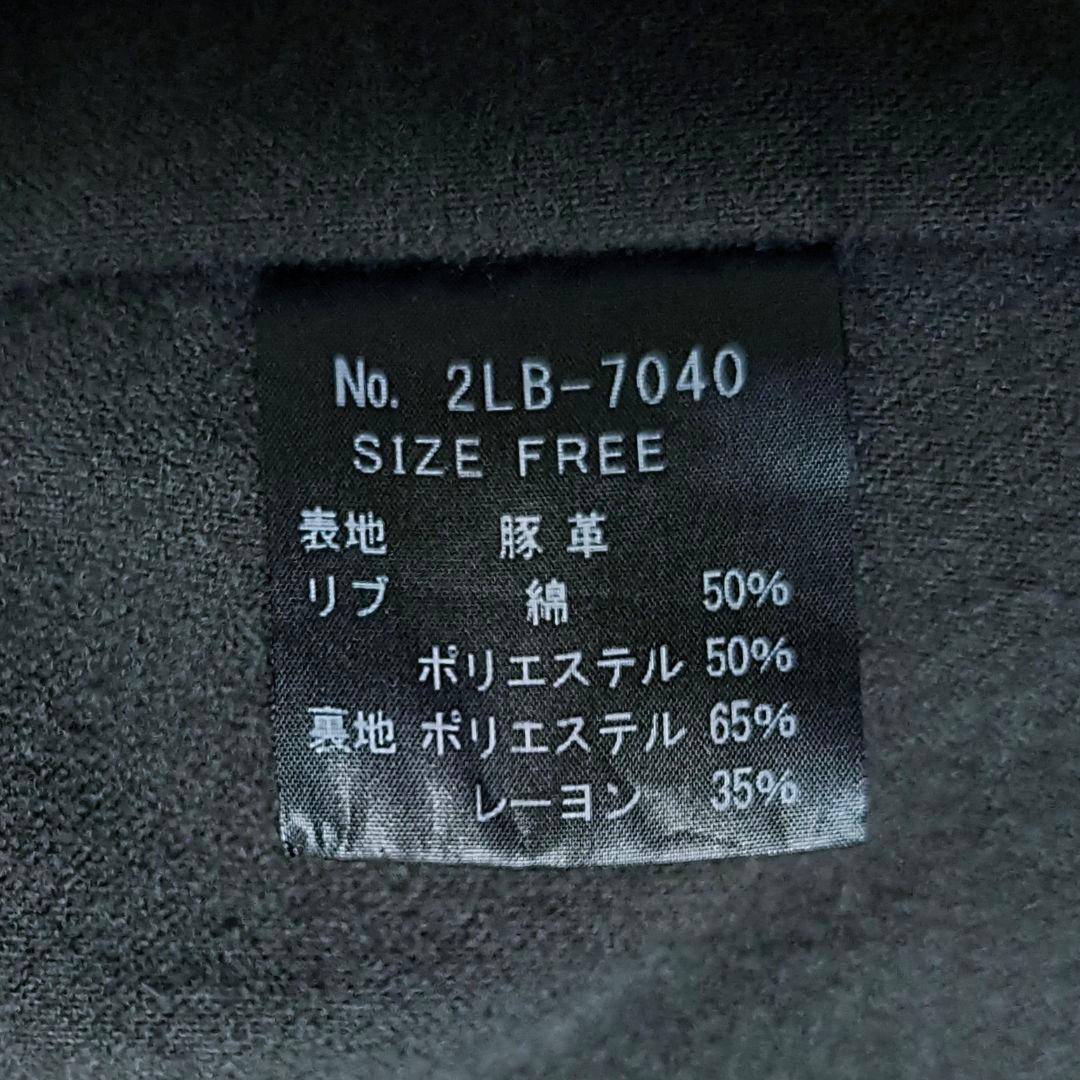 No. 2LB-7040
SIZE FREE
表地 豚革
リブ 綿 50%
ポリエステル 50%
裏地 ポリエステル 65%
レーヨン 35%